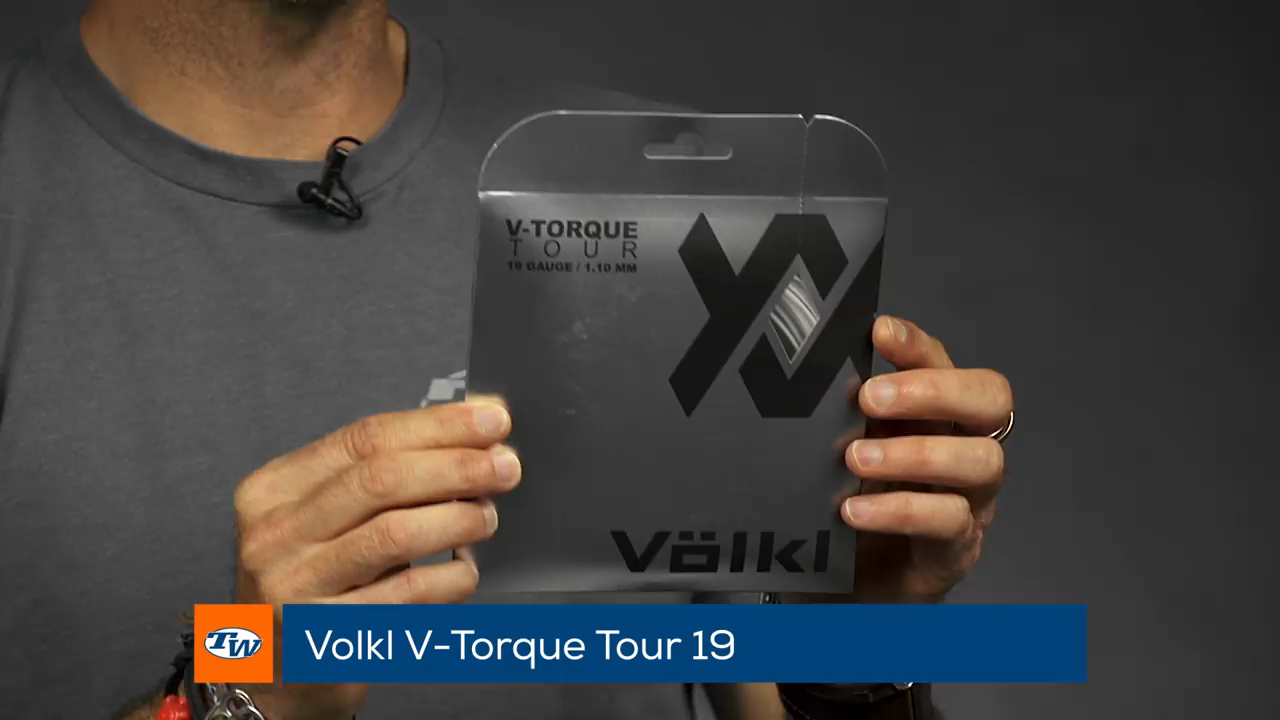 V-TORQUE
TOUR
19 GAUGE / 1.10 MM
Völkl
TW
Volkl V-Torque Tour 19